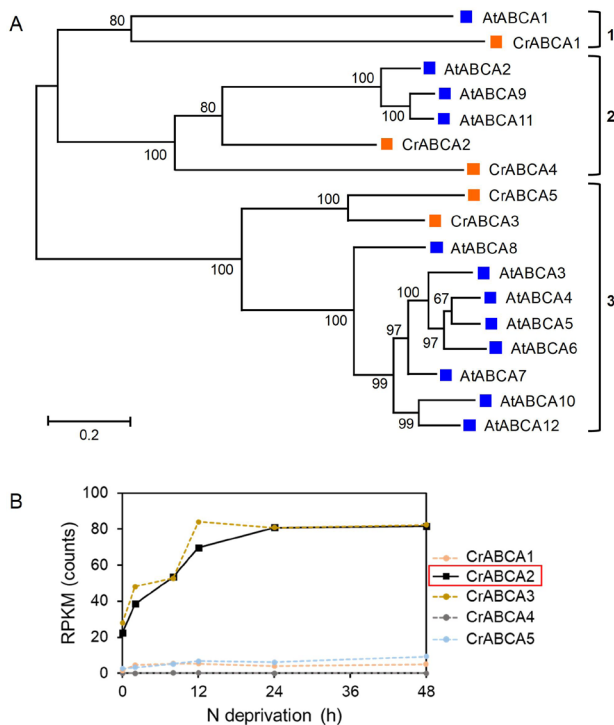 A
80
AtABCA1
1
CrABCA1
100
AtABCA2
80
AtABCA9
100
AtABCA11
2
CrABCA2
100
CrABCA4
CrABCA5
CrABCA3
100
AtABCA8
100
AtABCA3
100
67
AtABCA4
AtABCA5
3
97
97
AtABCA6
99
AtABCA7
AtABCA10
99
AtABCA12
0.2
B
RPKM (counts)
100
80
60
40
20
0
0
12
24
36
48
N deprivation (h)
CrABCA1
CrABCA2
CrABCA3
CrABCA4
CrABCA5